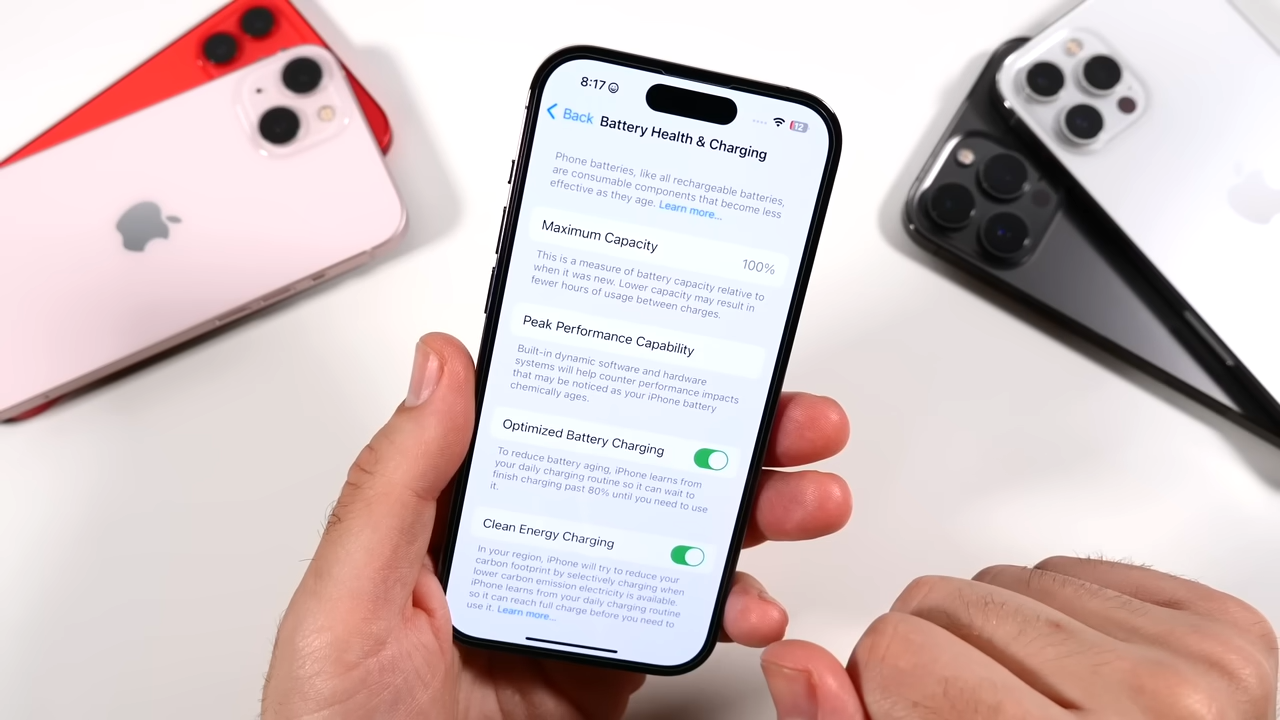 8:17
12
Back Battery Health & Charging
Phone batteries, like all rechargeable batteries,
are consumable components that become less
effective as they age. Learn more...
Maximum Capacity 100%
This is a measure of battery capacity relative to
when it was new. Lower capacity may result in
fewer hours of usage between charges.
Peak Performance Capability
Built-in dynamic software and hardware
systems will help counter performance impacts
that may be noticed as your iPhone battery
chemically ages.
Optimized Battery Charging
To reduce battery aging, iPhone learns from
your daily charging routine so it can wait to
finish charging past 80% until you need to use
it.
Clean Energy Charging
In your region, iPhone will try to reduce your
carbon footprint by selectively charging when
lower carbon emission electricity is available.
iPhone learns from your daily charging routine
so it can reach full charge before you need to
use it. Learn more...